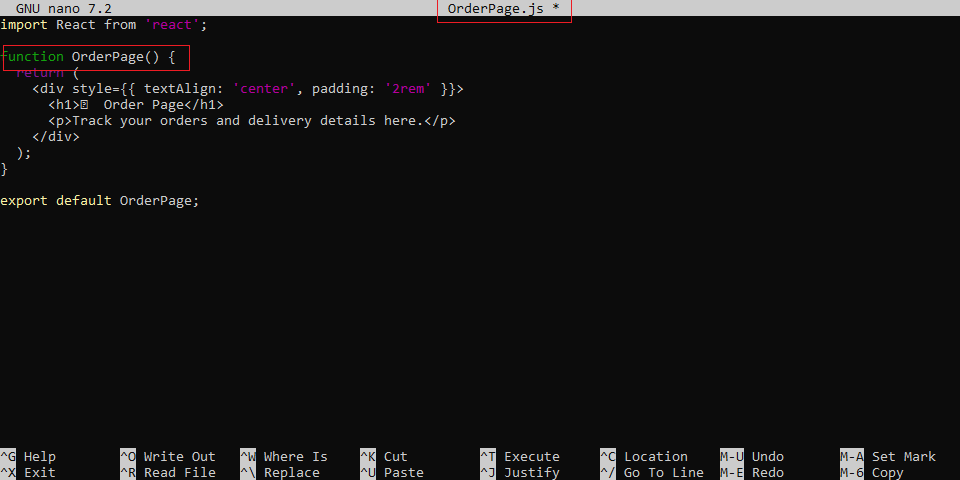 GNU nano 7.2 OrderPage.js *
import React from 'react';
function OrderPage() {
  return (
    <div style={{ textAlign: 'center', padding: '2rem' }}>
      <h1>  Order Page</h1>
      <p>Track your orders and delivery details here.</p>
    </div>
  );
}
export default OrderPage;
^G Help ^O Write Out ^W Where Is ^K Cut ^T Execute ^C Location M-U Undo M-A Set Mark
^X Exit ^R Read File ^\ Replace ^U Paste ^J Justify ^/ Go To Line M-E Redo M-6 Copy